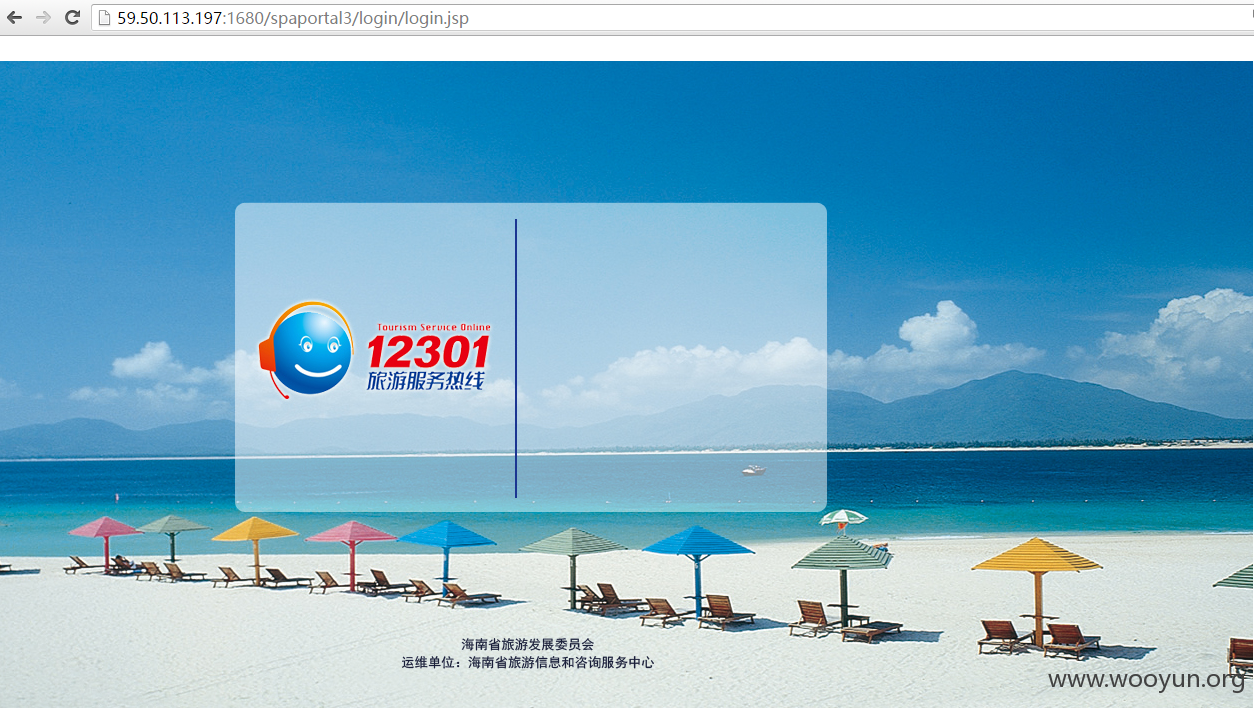 59.50.113.197:1680/spaportal3/login/login.jsp
Tourism Service Online
12301
旅游服务热线
海南省旅游发展委员会
运维单位：海南省旅游信息和咨询服务中心
www.wooyun.org